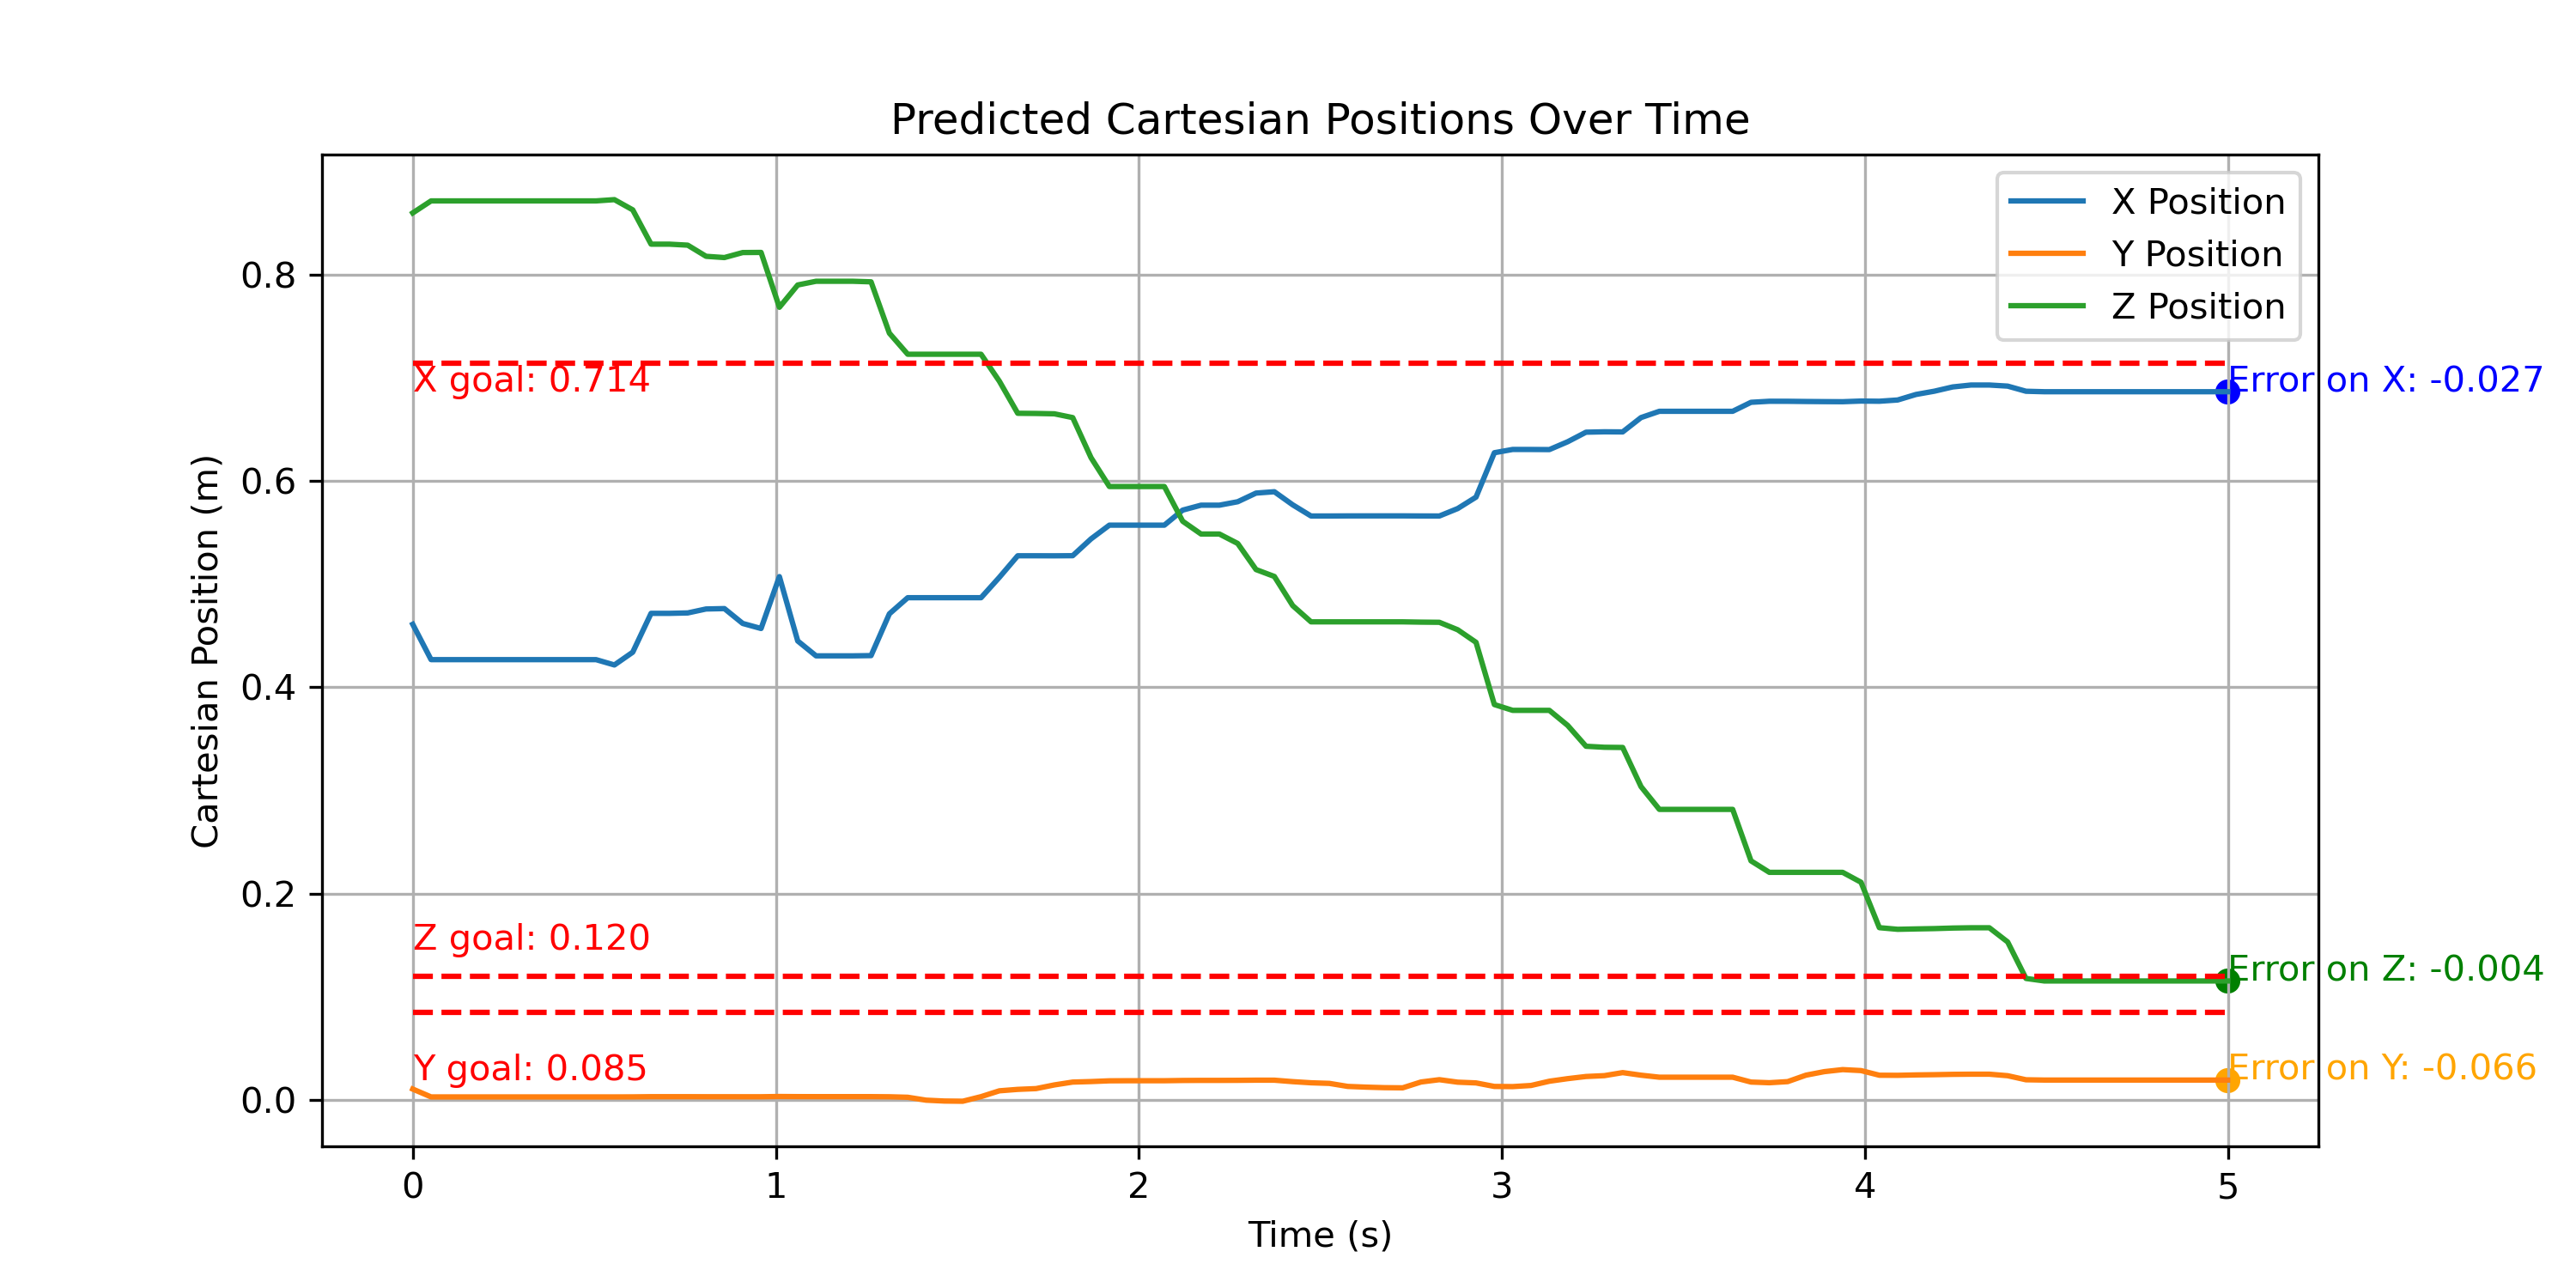 Predicted Cartesian Positions Over Time
X Position
Y Position
Z Position
Cartesian Position (m)
0.8
0.6
0.4
0.2
0.0
X goal: 0.714
Z goal: 0.120
Y goal: 0.085
Error on X: -0.027
Error on Z: -0.004
Error on Y: -0.066
0
1
2
3
4
5
Time (s)